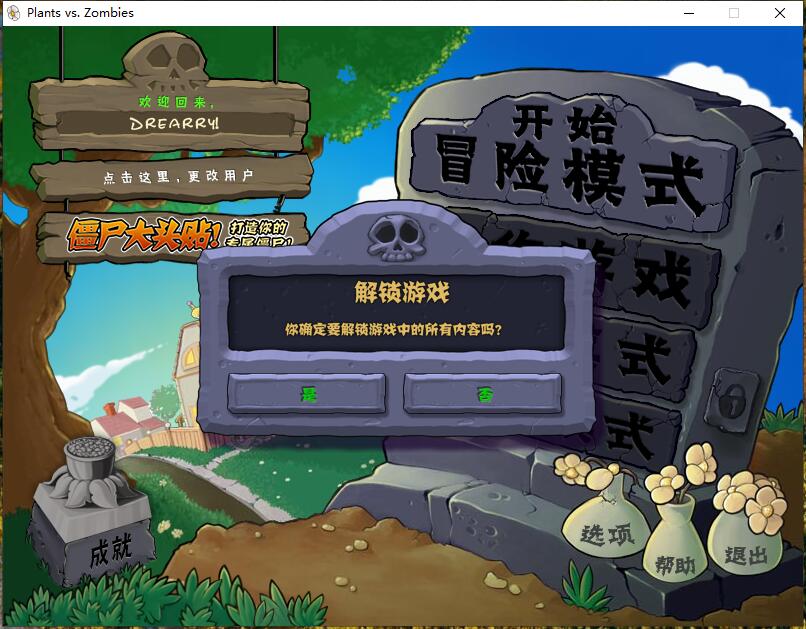 Plants vs. Zombies
欢迎回来,
DREARRY!
点击这里,更改用户
僵尸大头贴!
打造你的
专属僵尸!
开始
冒险模式
游戏
式
式
解锁游戏
你确定要解锁游戏中的所有内容吗?
是
否
成就
选项
帮助
退出